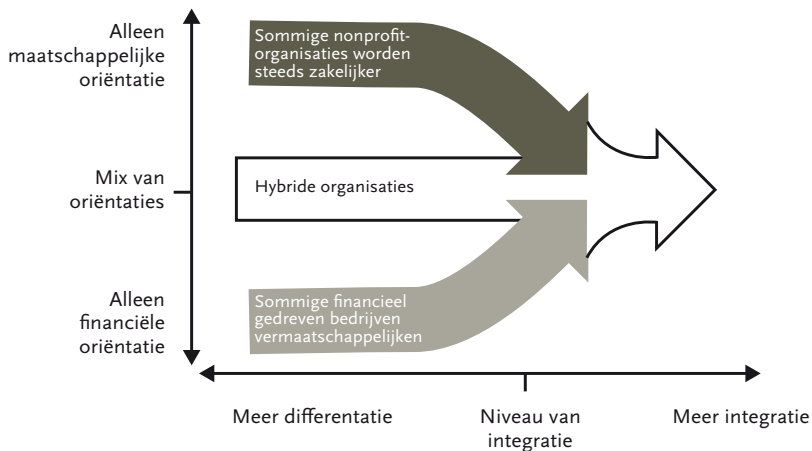 Alleen
maatschappelijke
oriëntatie
Sommige nonprofit-
organisaties worden
steeds zakelijker
Mix van
oriëntaties
Hybride organisaties
Alleen
financiële
oriëntatie
Sommige financieel
gedreven bedrijven
vermaatschappelijken
Meer differentatie
Niveau van
integratie
Meer integratie